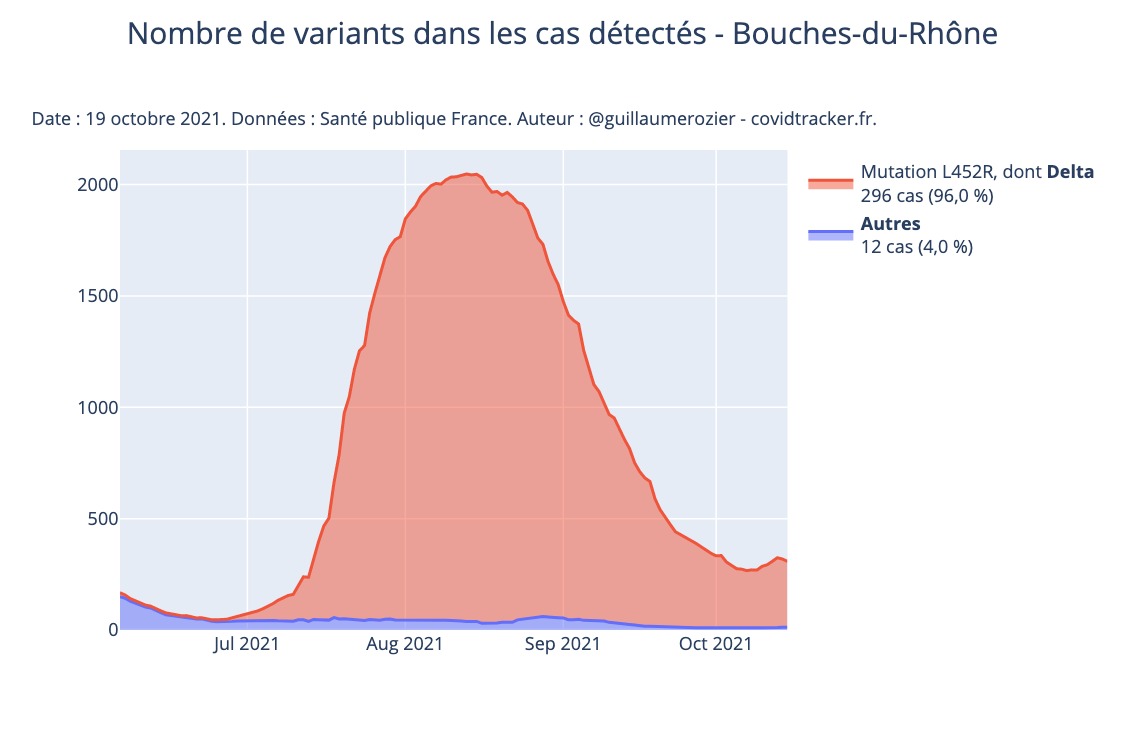 Nombre de variants dans les cas détectés - Bouches-du-Rhône
Date : 19 octobre 2021. Données : Santé publique France. Auteur : @guillaumerozier - covidtracker.fr.
2000
1500
1000
500
0
Jul 2021
Aug 2021
Sep 2021
Oct 2021
Mutation L452R, dont Delta
296 cas (96,0 %)
Autres
12 cas (4,0 %)